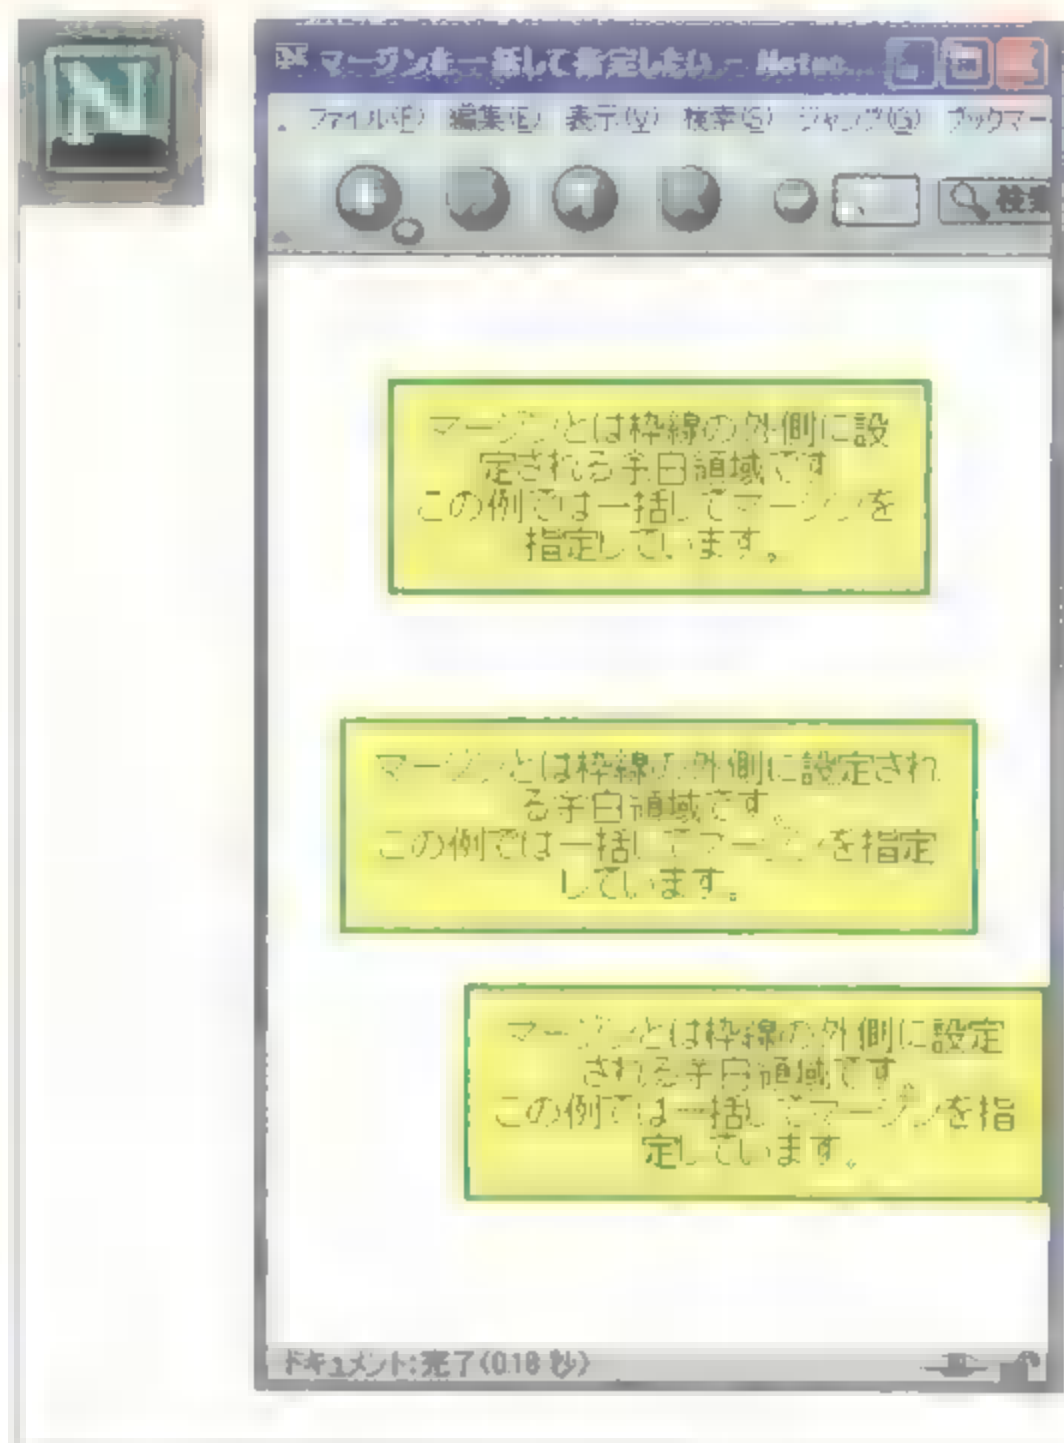 N
マージンを一括して指定したい - Netsc...
ファイル(F) 編集(E) 表示(V) 検索(S) ジャンプ(G) ブックマー
検索
マージンとは枠線の外側に設
定される余白領域です
この例では一括してマージンを
指定しています。
マージンとは枠線の外側に設定され
る余白領域です。
この例では一括してマージンを指定
しています。
マージンとは枠線の外側に設定
される余白領域です。
この例では一括してマージンを指
定しています。
ドキュメント:完了(0.18 秒)